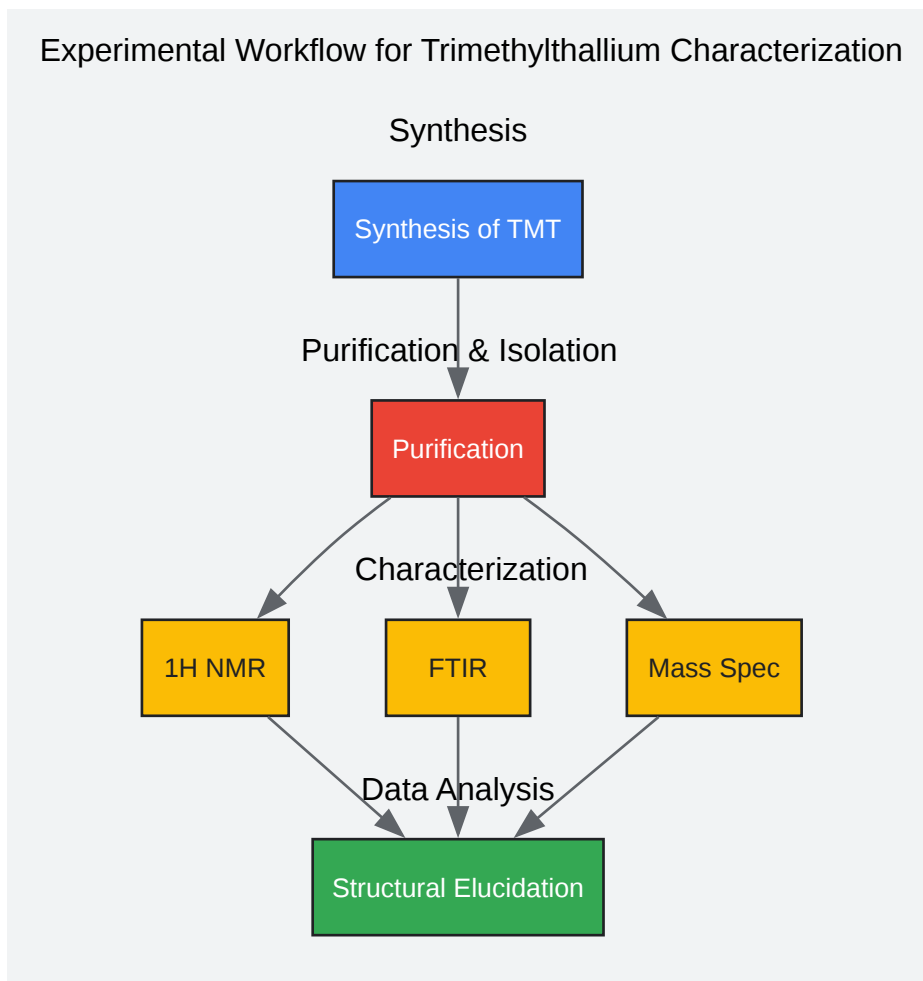 Experimental Workflow for Trimethylthallium Characterization
Synthesis
Synthesis of TMT
Purification & Isolation
Purification
Characterization
1H NMR
FTIR
Mass Spec
Data Analysis
Structural Elucidation